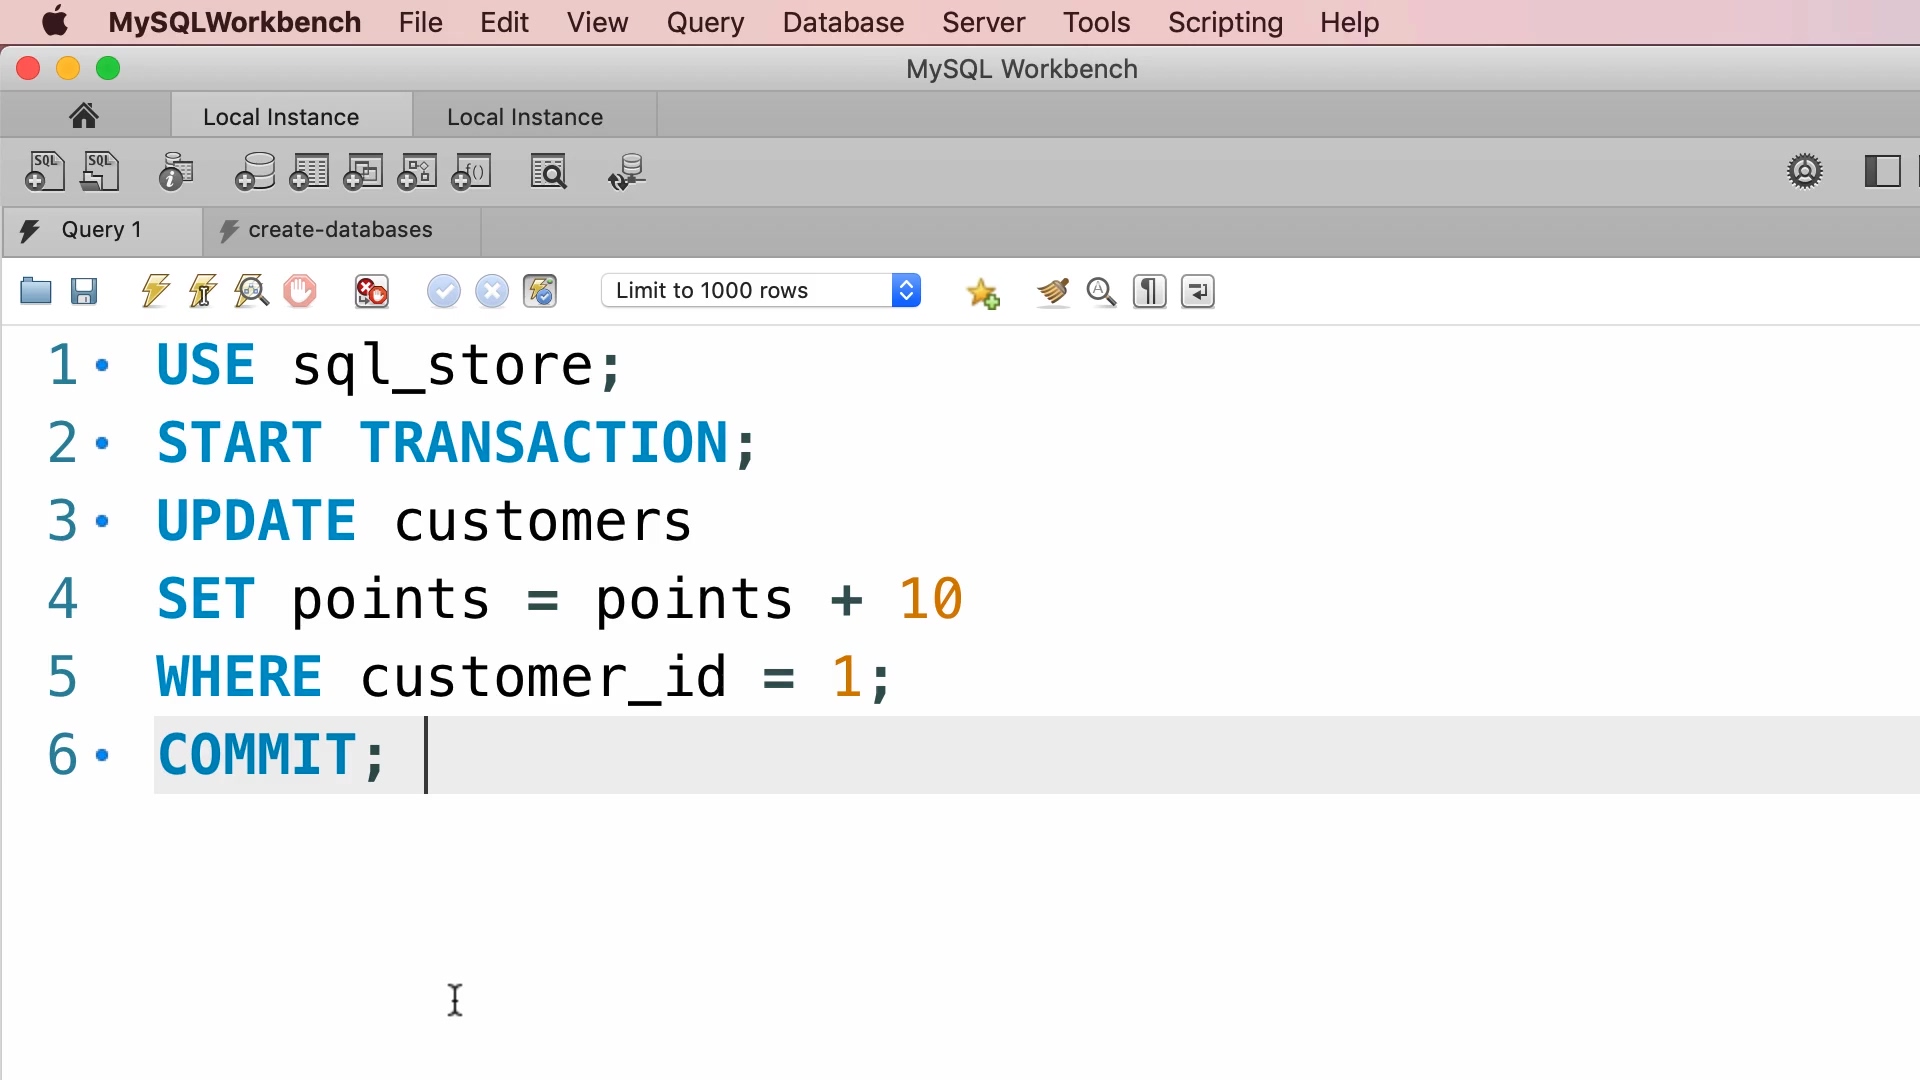 MySQLWorkbench File Edit View Query Database Server Tools Scripting Help
MySQL Workbench
Local Instance Local Instance
SQL SQL
Query 1 create-databases
Limit to 1000 rows
1 USE sql_store;
2 START TRANSACTION;
3 UPDATE customers
4 SET points = points + 10
5 WHERE customer_id = 1;
6 COMMIT;